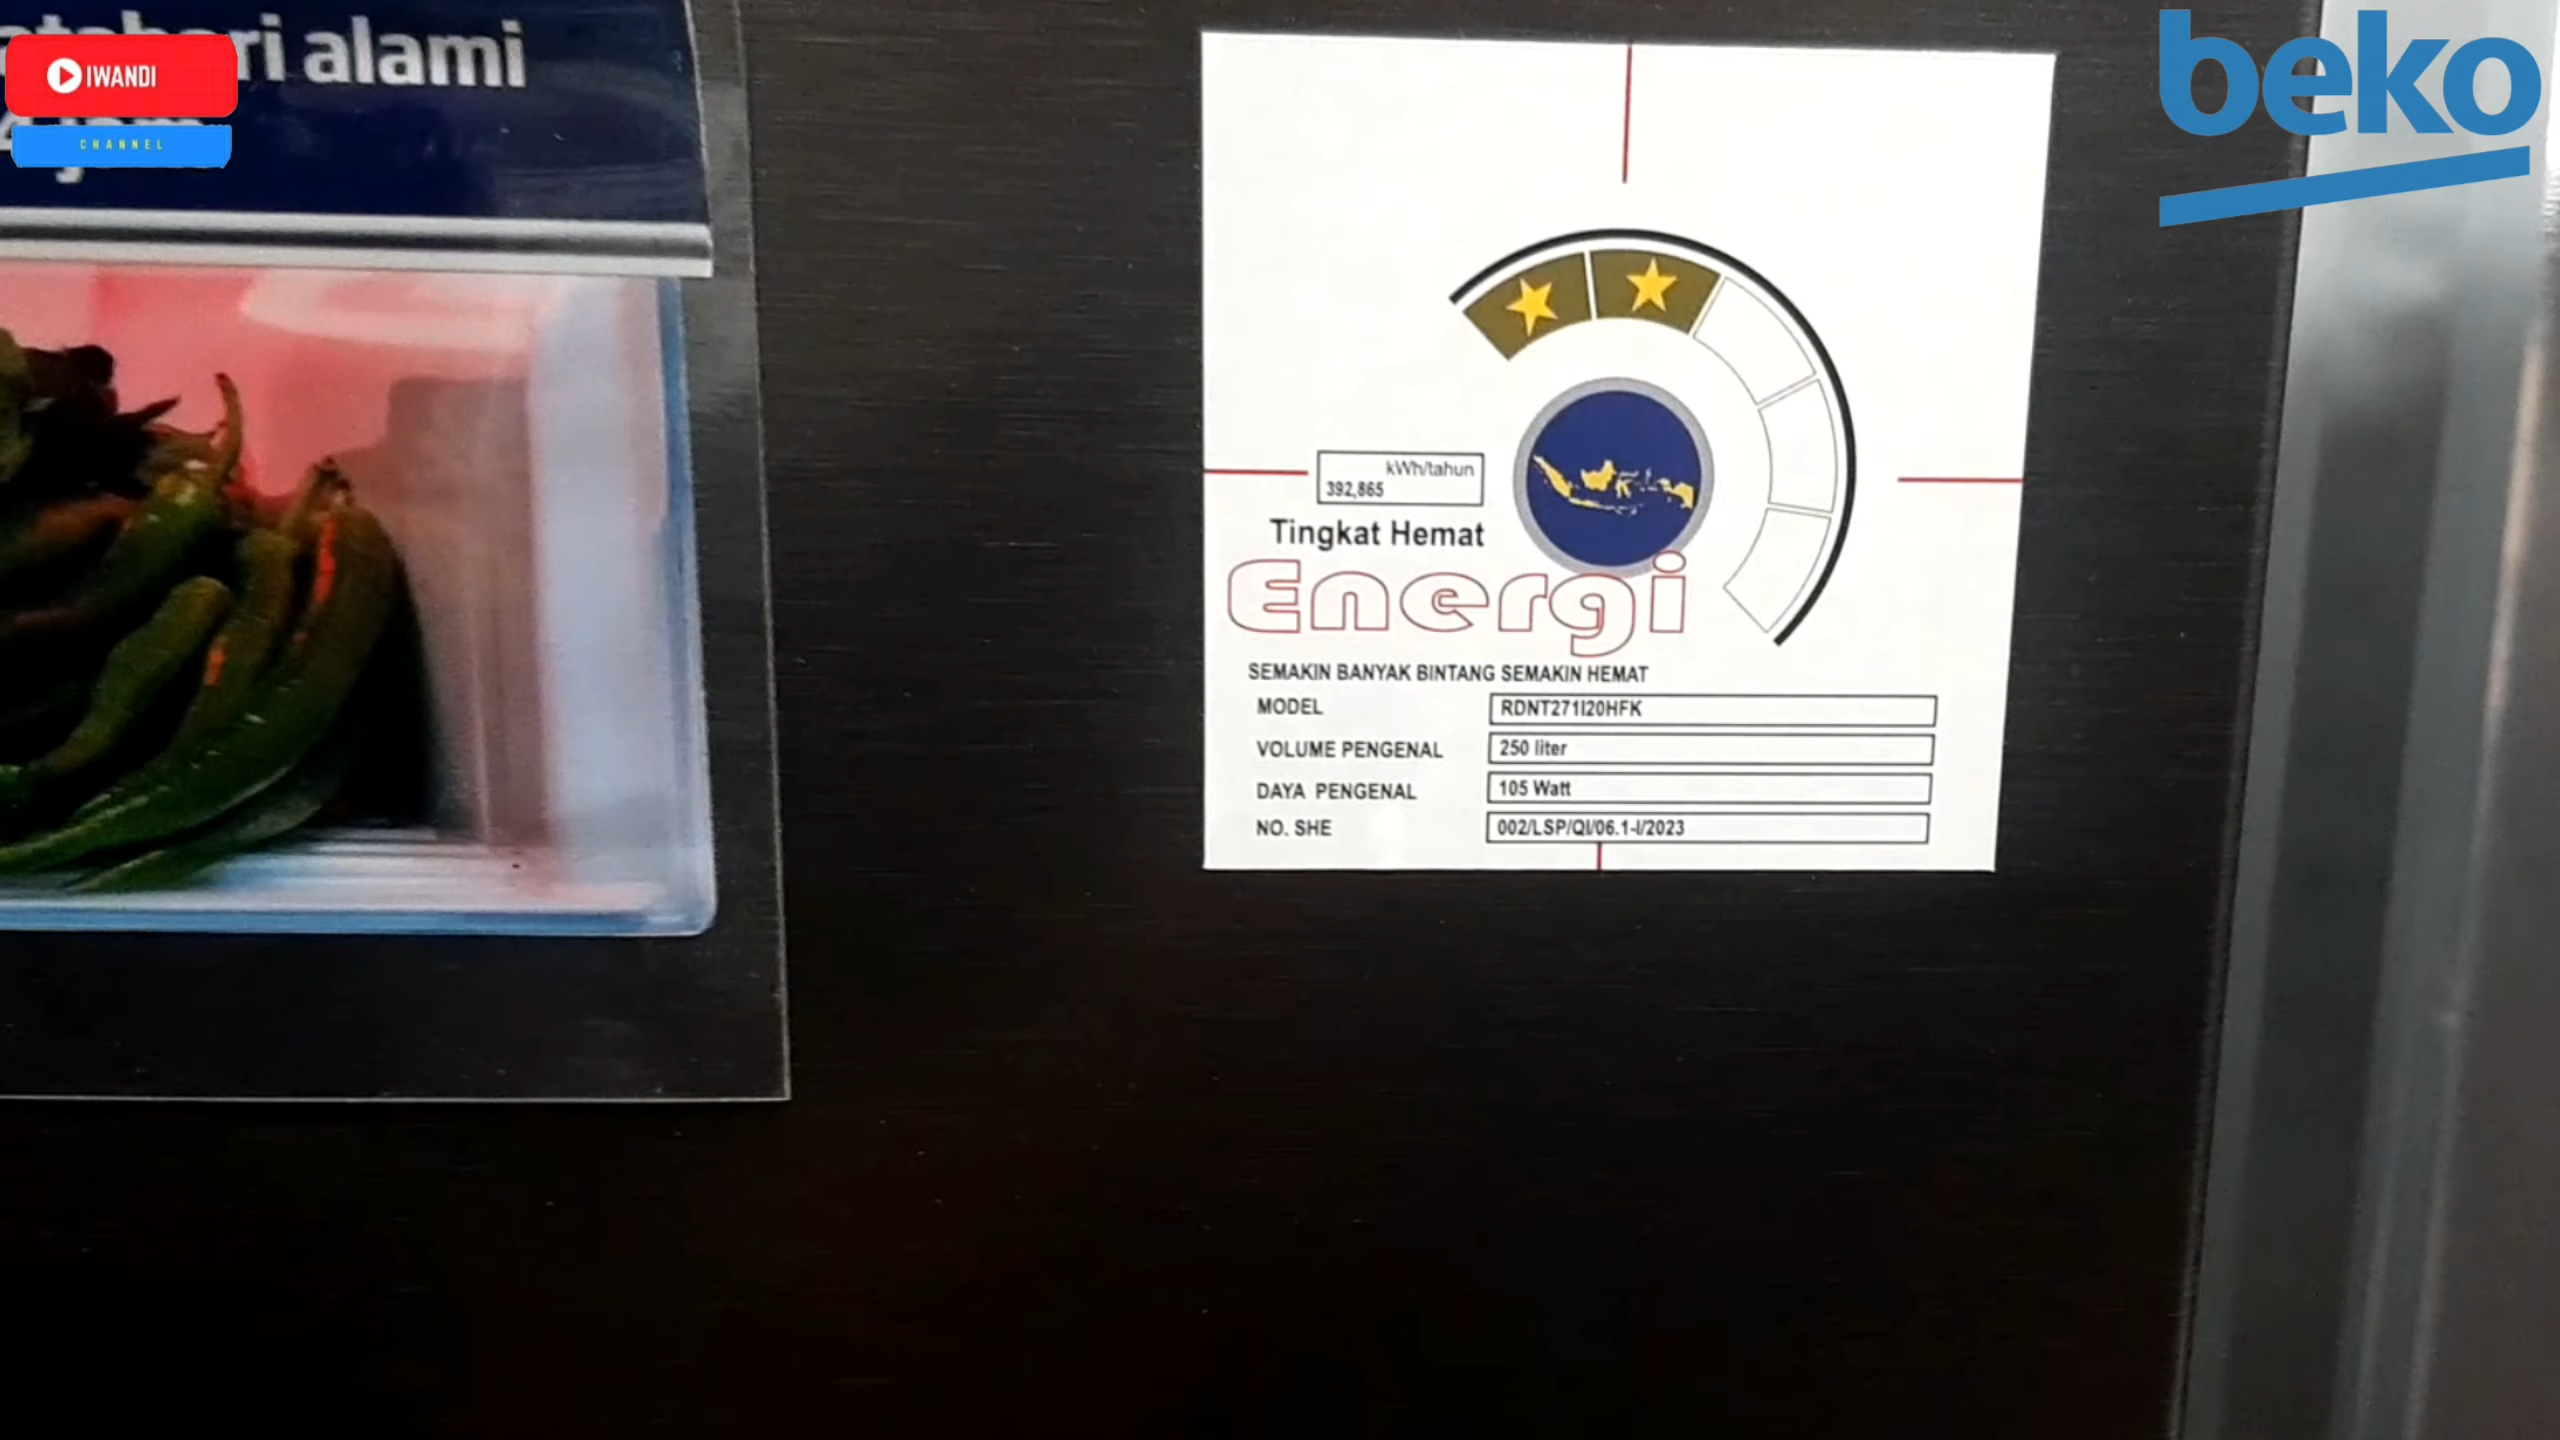 alami
IWANDI
CHANNEL
beko
kWh/tahun
392,865
Tingkat Hemat
Energi
SEMAKIN BANYAK BINTANG SEMAKIN HEMAT
MODEL RDNT271I20HFK
VOLUME PENGENAL 250 liter
DAYA PENGENAL 105 Watt
NO. SHE 002/LSP/QI/06.1-I/2023